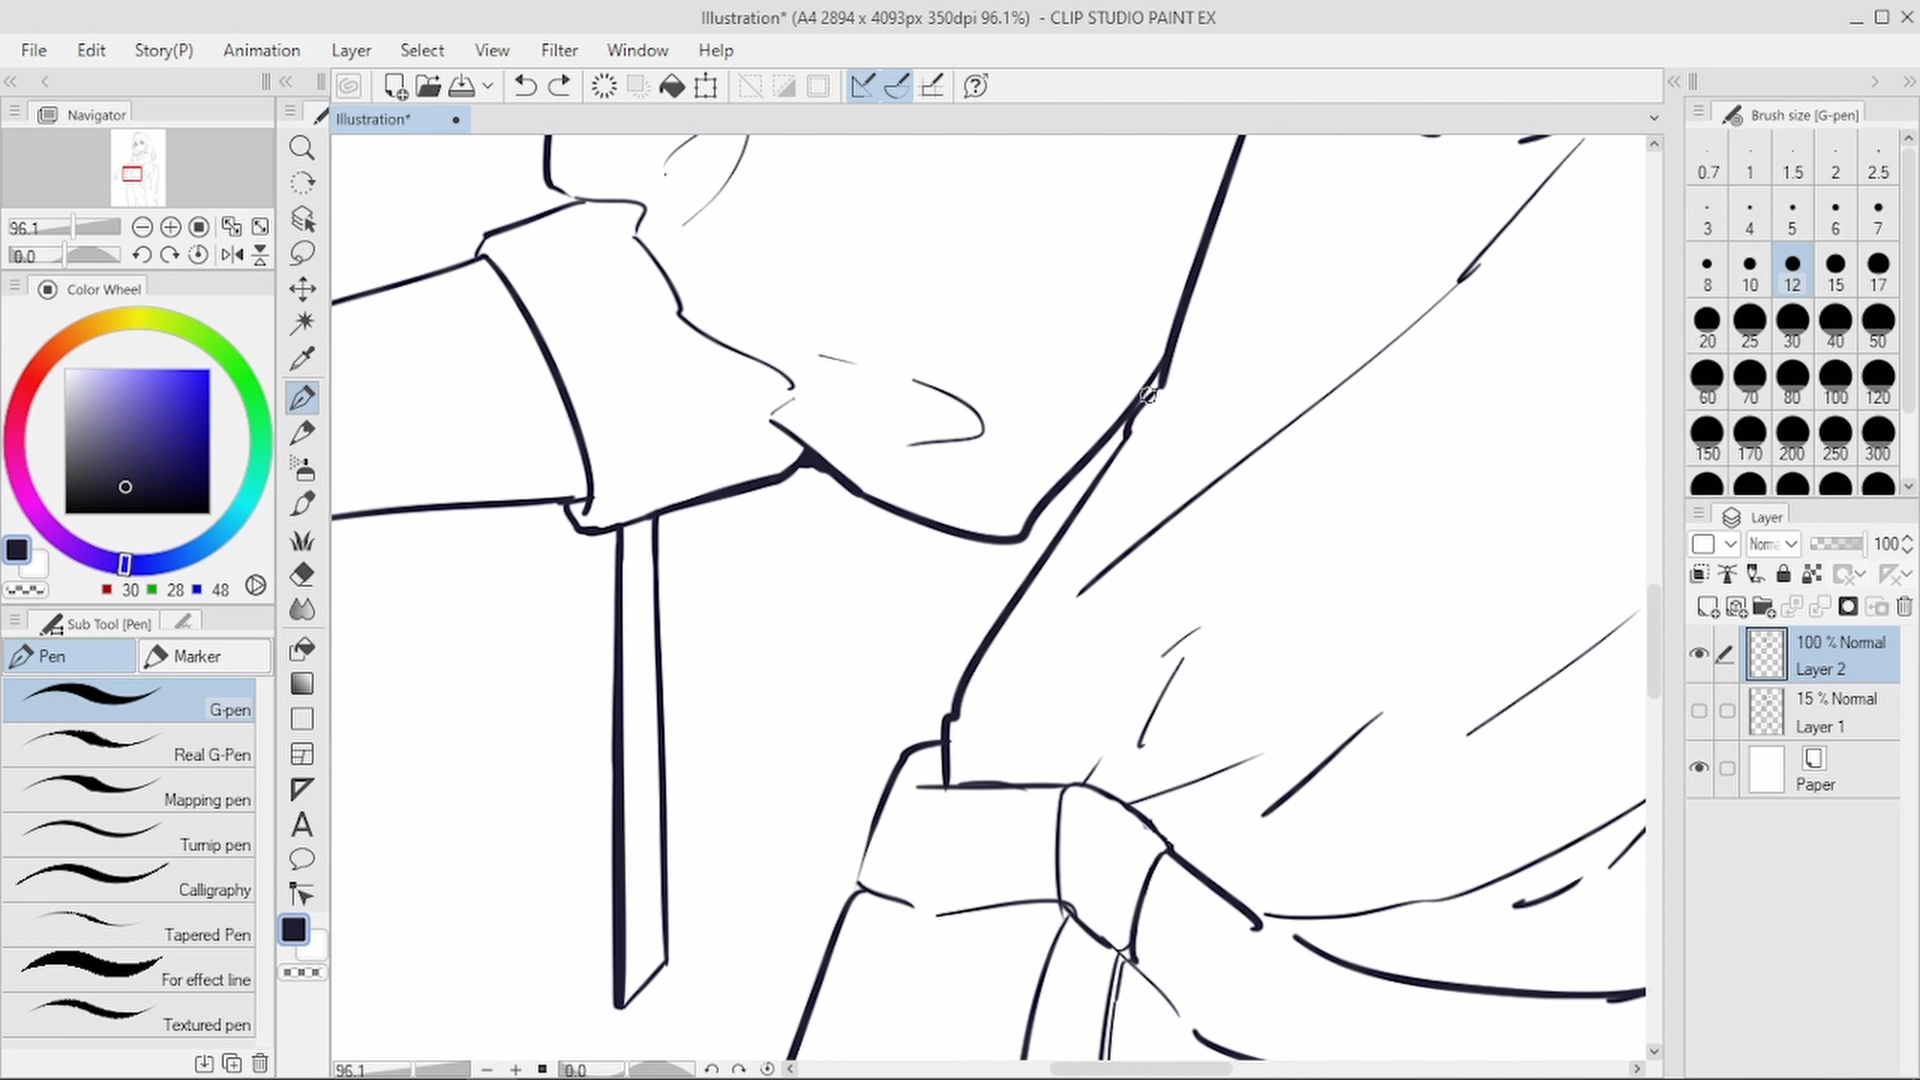 Illustration* (A4 2894 x 4093px 350dpi 96.1%) - CLIP STUDIO PAINT EX
File Edit Story(P) Animation Layer Select View Filter Window Help
Navigator
Illustration*
Brush size [G-pen]
96.1
0.0
0.7 1 1.5 2 2.5
3 4 5 6 7
8 10 12 15 17
20 25 30 40 50
60 70 80 100 120
150 170 200 250 300
Color Wheel
30 28 48
Sub Tool [Pen]
Pen
Marker
G-pen
Real G-Pen
Mapping pen
Turnip pen
Calligraphy
Tapered Pen
For effect line
Textured pen
Layer
Norma 100
100 % Normal
Layer 2
15 % Normal
Layer 1
Paper
96.1 0.0